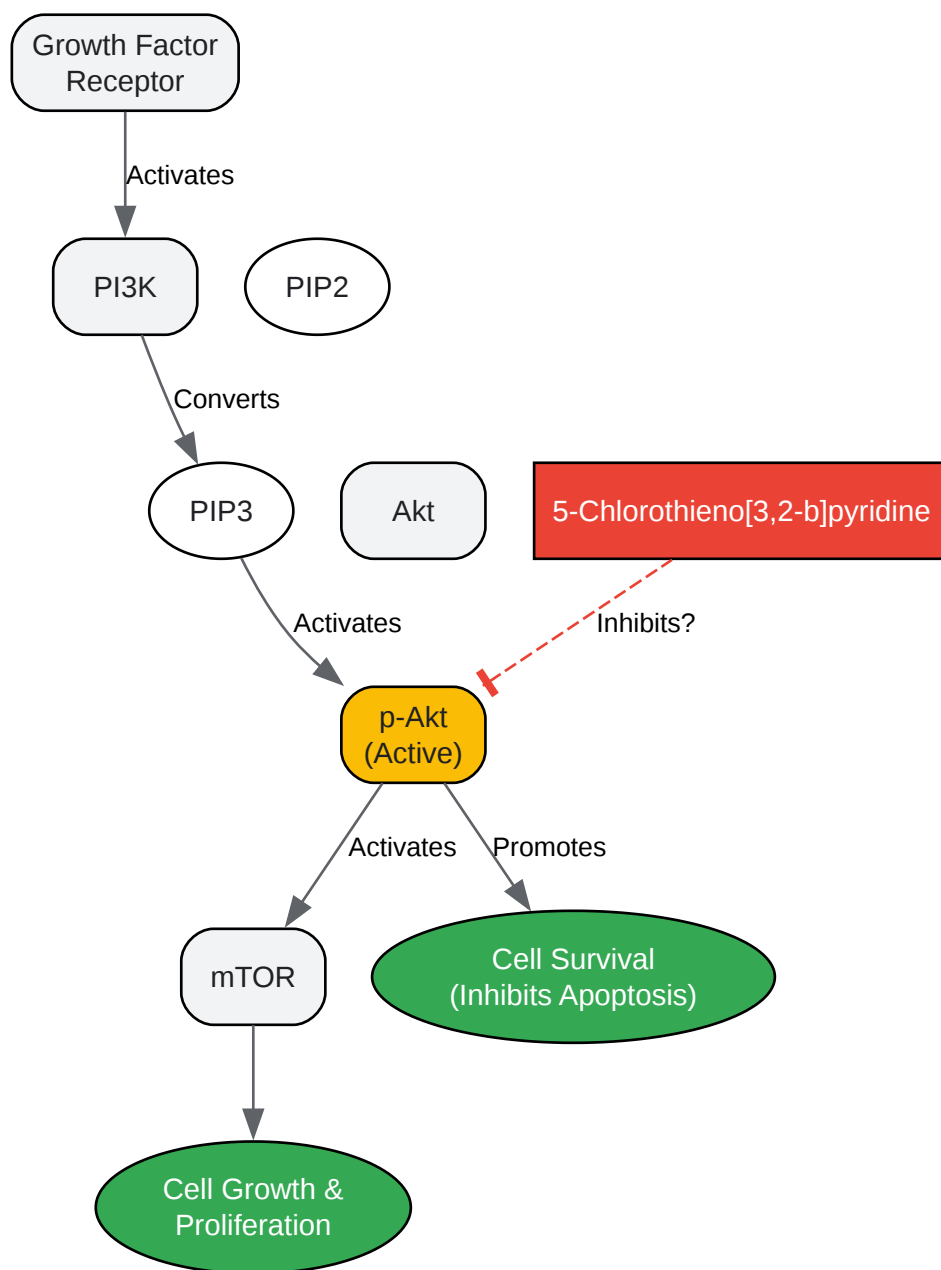 Growth Factor
Receptor
Activates
PI3K
PIP2
Converts
PIP3
Akt
5-Chlorothieno[3,2-b]pyridine
Activates
Inhibits?
p-Akt
(Active)
Activates
Promotes
mTOR
Cell Survival
(Inhibits Apoptosis)
Cell Growth &
Proliferation